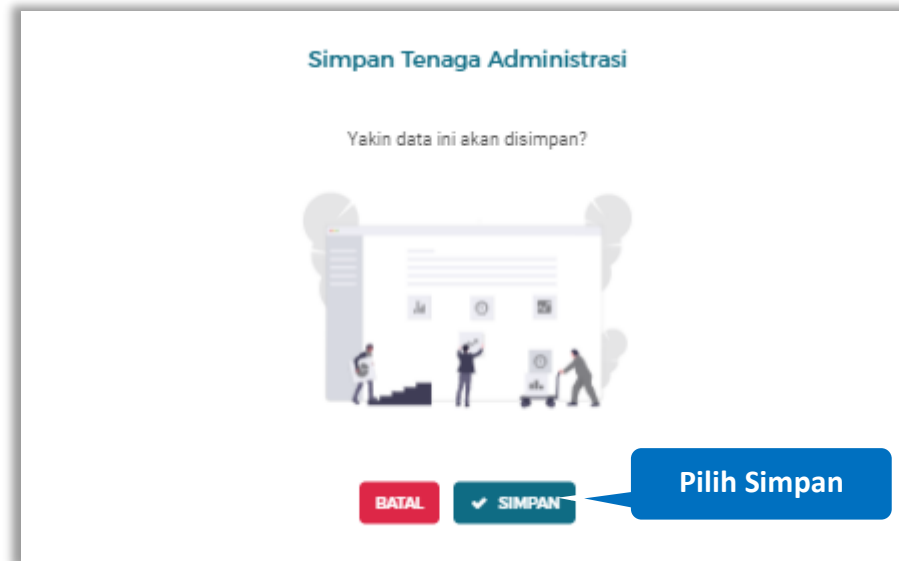 Simpan Tenaga Administrasi
Yakin data ini akan disimpan?
BATAL
SIMPAN
Pilih Simpan